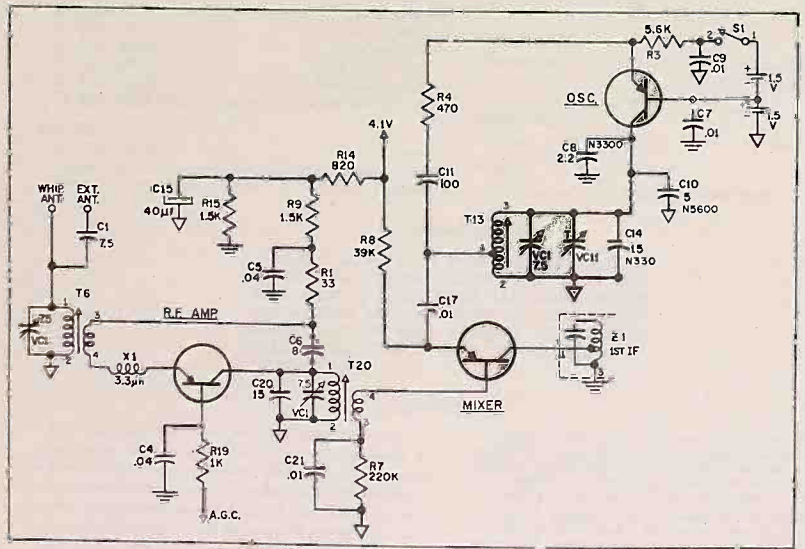 5.6K
R3
2
S1
1
C9
.01
+
1.5
V
1.5
V
OSC.
C7
.01
R4
470
4.1V
R14
820
C8
2.2
N3300
C10
5
N5600
C11
100
WHIP
ANT.
EXT.
ANT.
C1
7.5
C15
40µf
R15
1.5K
R9
1.5K
R8
39K
T13
3
4
2
VC1
7.5
VC11
C14
15
N330
C5
.04
R1
33
C17
.01
T6
1
2
3
4
7.5
VC2
R.F. AMP.
C6
8
X1
3.3µh
T20
1
2
4
3
C20
15
7.5
VC1
MIXER
Z1
1ST IF
3
C4
.04
R19
1K
A.G.C.
C21
.01
R7
220K